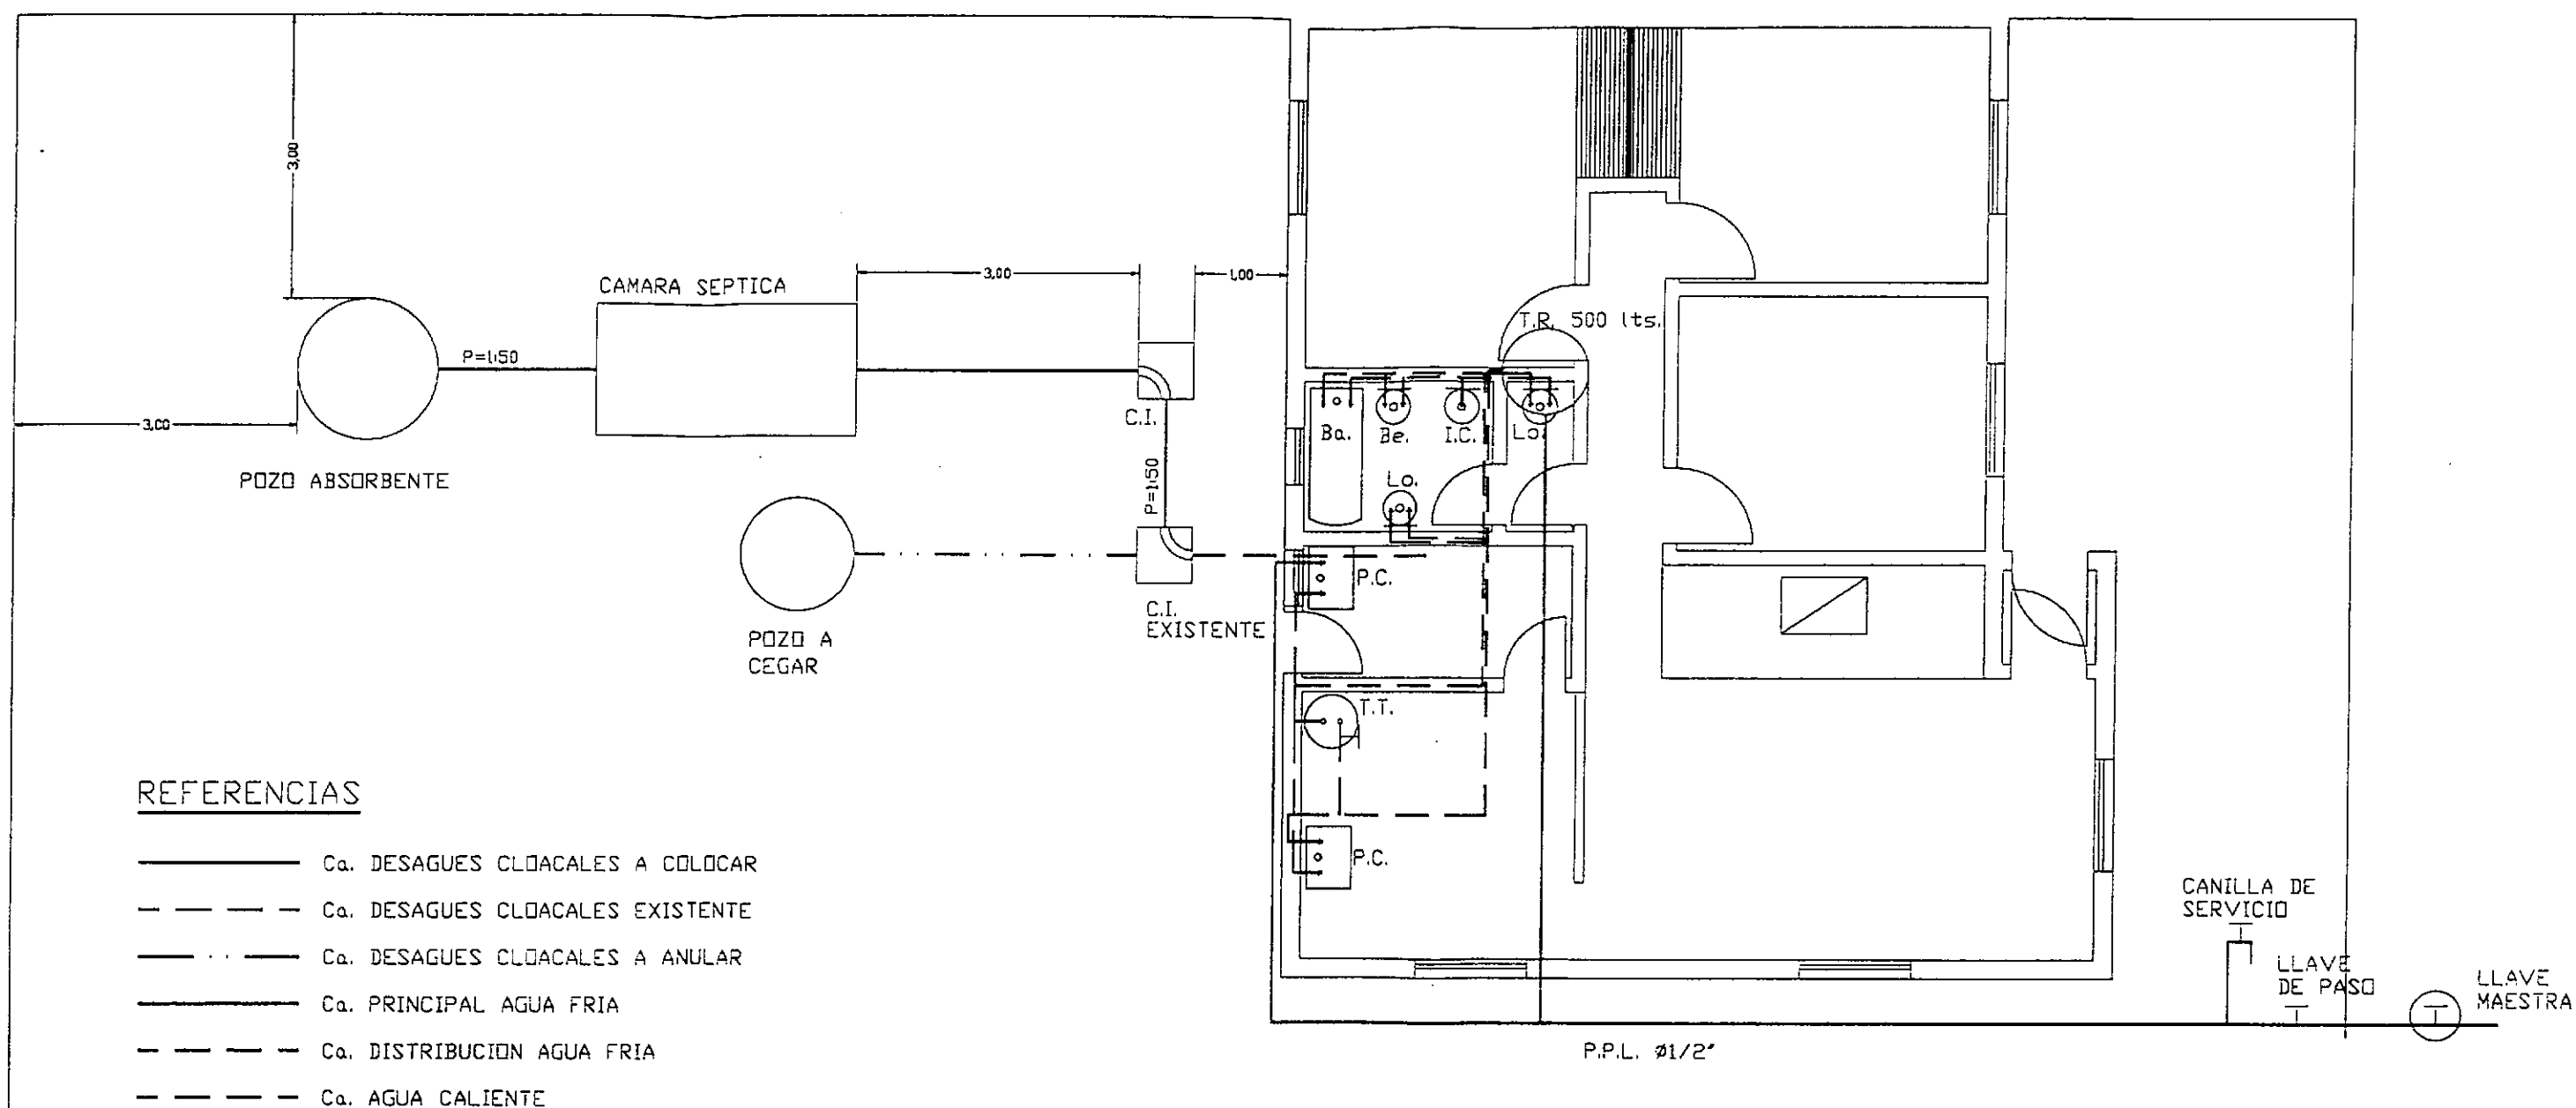 3,00
CAMARA SEPTICA
3,00
1,00
T.R. 500 lts.
P=1:50
C.I.
3,00
Ba.
Be.
I.C.
Lo.
POZO ABSORBENTE
P=1:50
Lo.
P.C.
C.I.
EXISTENTE
POZO A
CEGAR
T.T.
REFERENCIAS
P.C.
Ca. DESAGUES CLOACALES A COLOCAR
Ca. DESAGUES CLOACALES EXISTENTE
Ca. DESAGUES CLOACALES A ANULAR
Ca. PRINCIPAL AGUA FRIA
Ca. DISTRIBUCION AGUA FRIA
Ca. AGUA CALIENTE
CANILLA DE
SERVICIO
LLAVE
DE PASO
LLAVE
MAESTRA
P.P.L. Ø1/2"